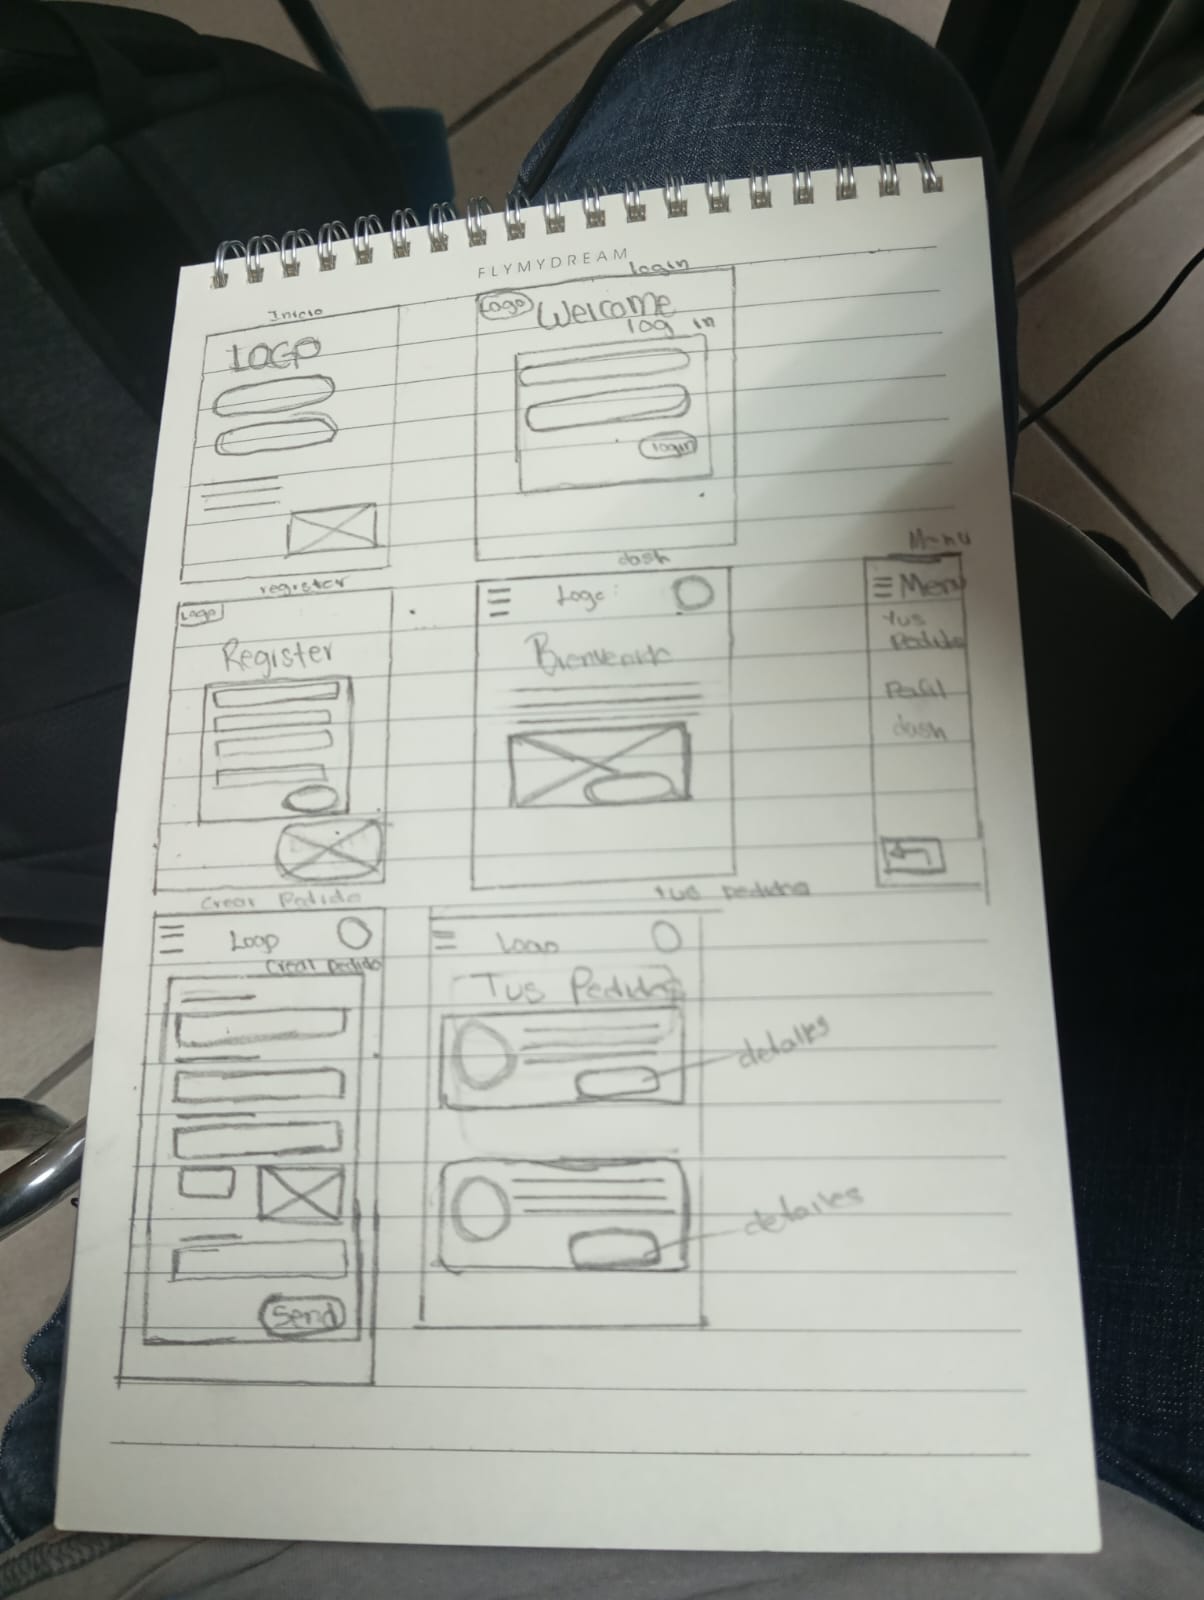 FLYMYDREAM
Inicio
LOGO
login
Logo
Welcome
log in
login
register
Logo
Register
dash
Logo
Bienvenido
Menu
Menu
Tus
Pedidos
Perfil
dash
Crear Pedido
Logo
Crear pedido
Send
tus pedidos
Logo
Tus Pedidos
detalles
detalles